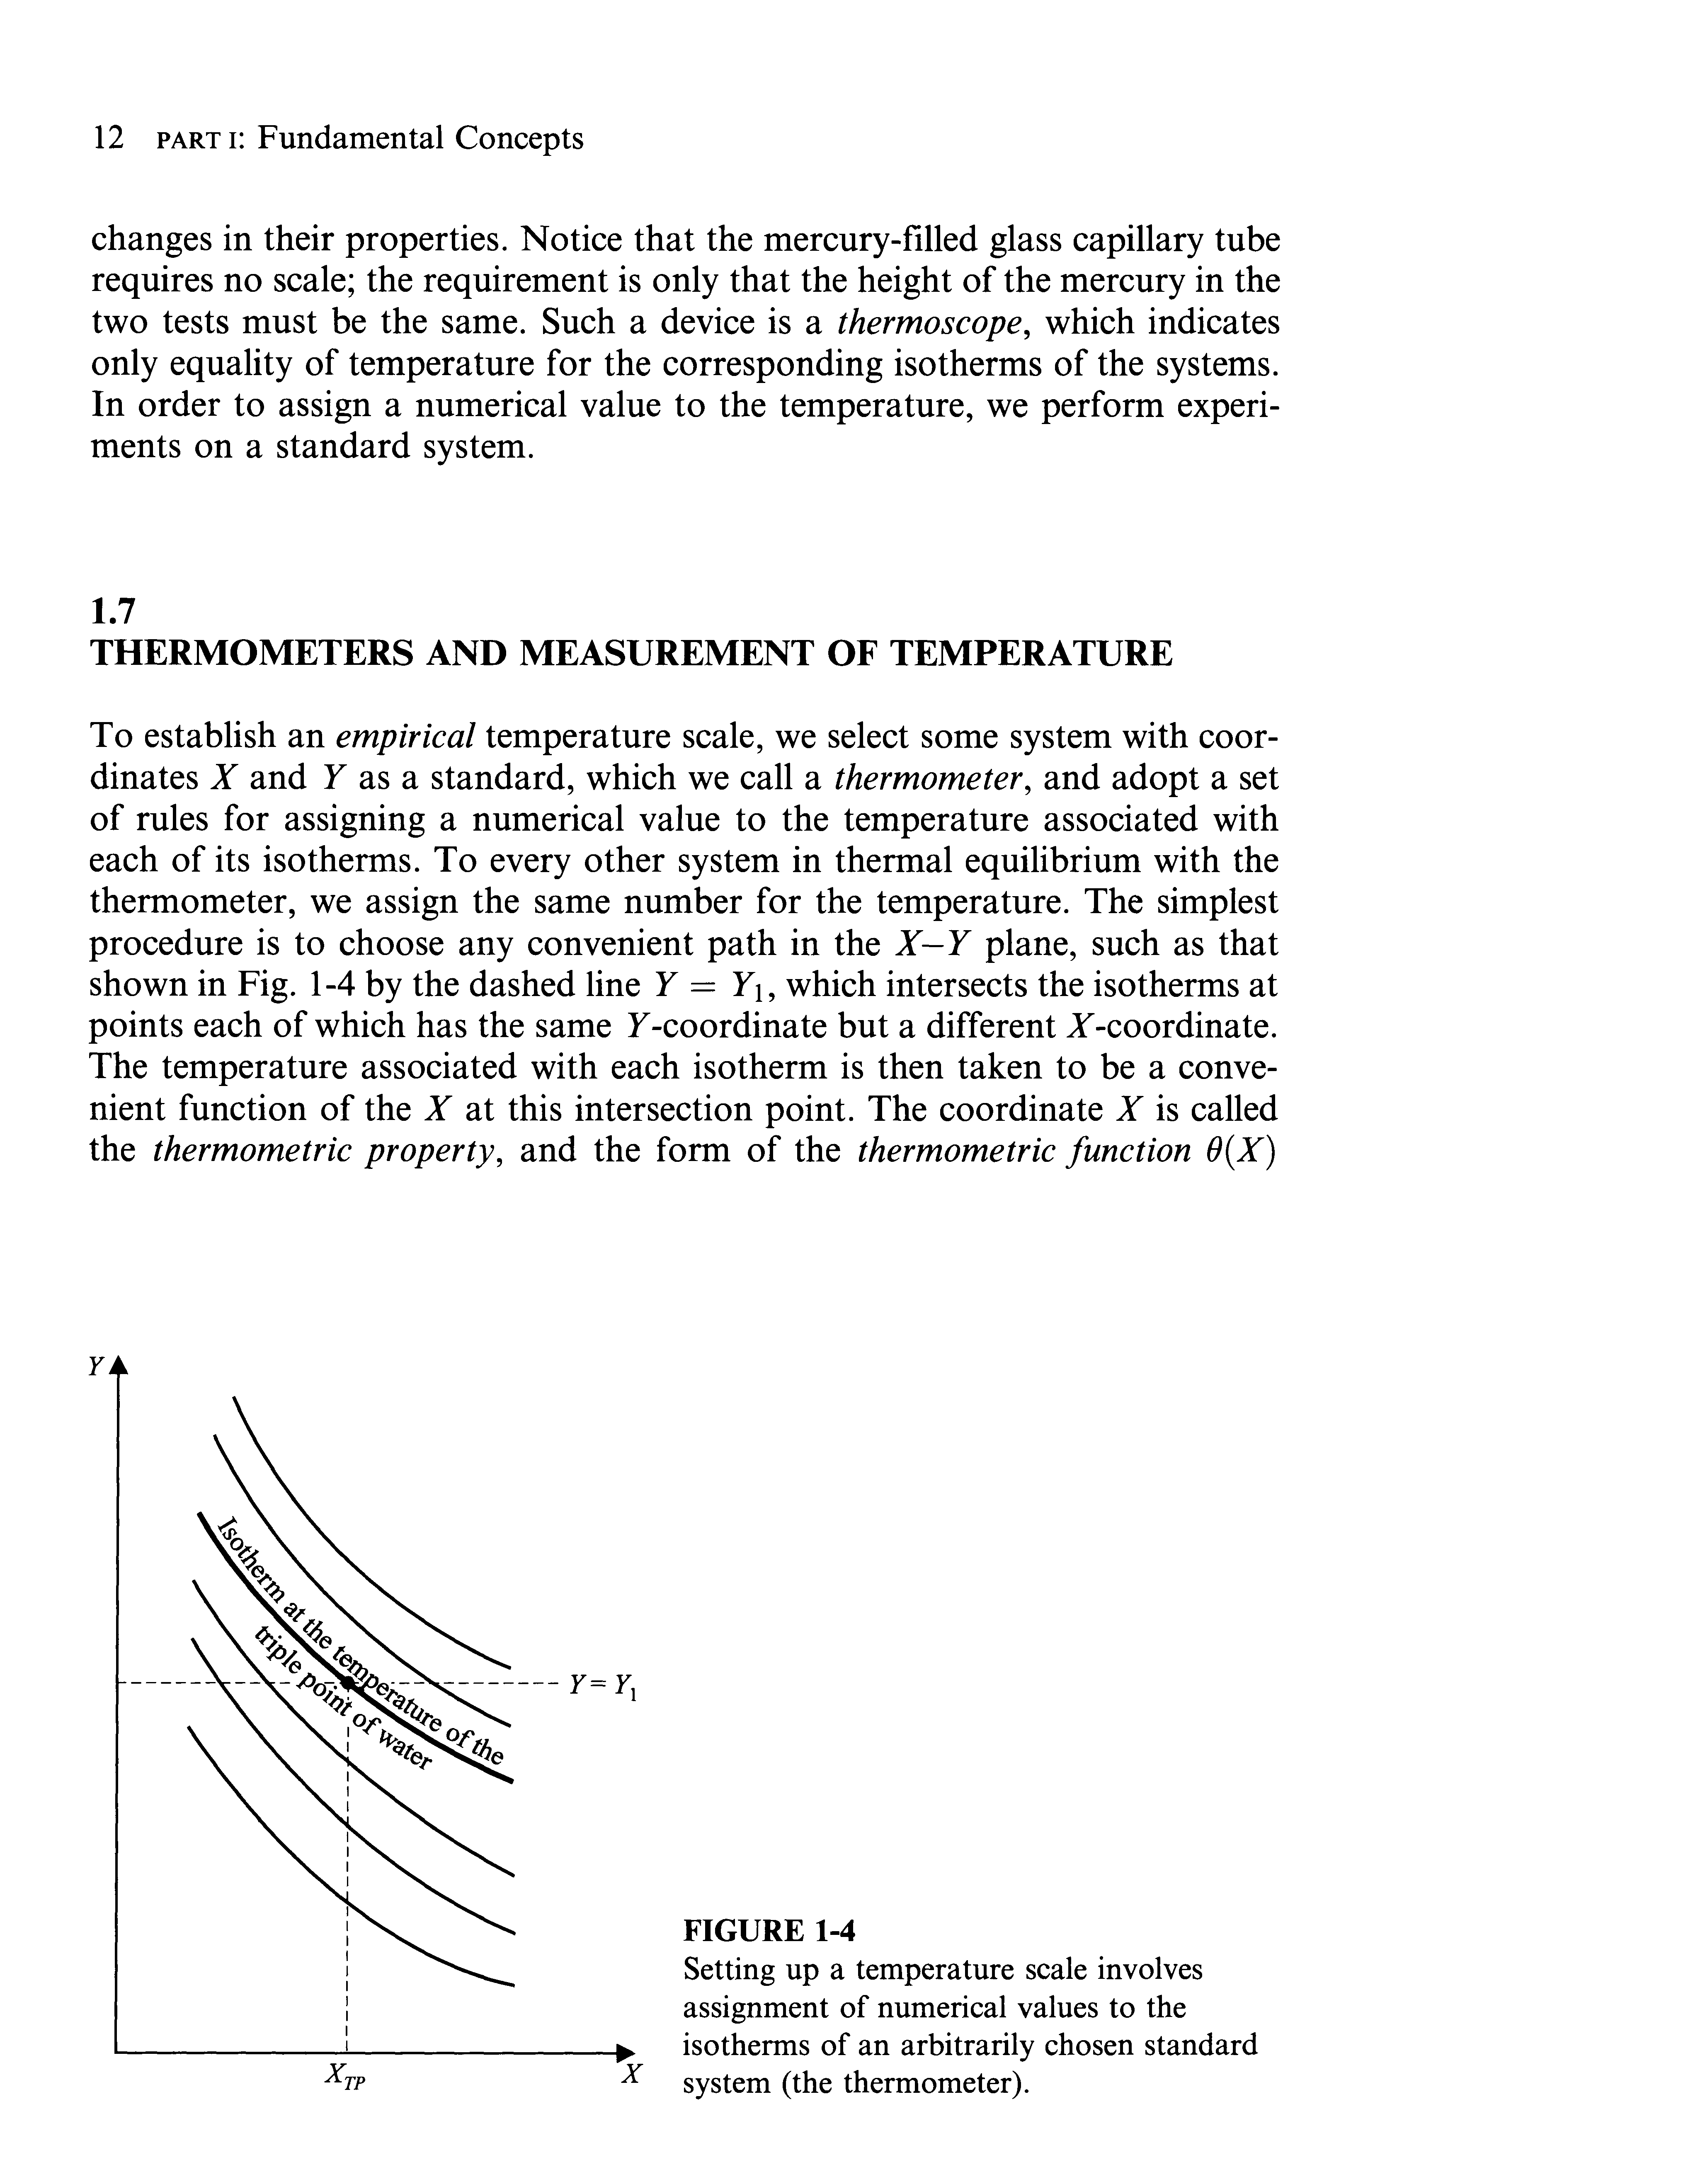 12 PART I: Fundamental Concepts
changes in their properties. Notice that the mercury-filled glass capillary tube
requires no scale; the requirement is only that the height of the mercury in the
two tests must be the same. Such a device is a thermoscope, which indicates
only equality of temperature for the corresponding isotherms of the systems.
In order to assign a numerical value to the temperature, we perform experi-
ments on a standard system.
1.7
THERMOMETERS AND MEASUREMENT OF TEMPERATURE
To establish an empirical temperature scale, we select some system with coor-
dinates X and Y as a standard, which we call a thermometer, and adopt a set
of rules for assigning a numerical value to the temperature associated with
each of its isotherms. To every other system in thermal equilibrium with the
thermometer, we assign the same number for the temperature. The simplest
procedure is to choose any convenient path in the X–Y plane, such as that
shown in Fig. 1-4 by the dashed line Y = Y₁, which intersects the isotherms at
points each of which has the same Y-coordinate but a different X-coordinate.
The temperature associated with each isotherm is then taken to be a conve-
nient function of the X at this intersection point. The coordinate X is called
the thermometric property, and the form of the thermometric function θ(X)
Y
Isotherm at the temperature of the
triple point of water
Y = Y₁
X_TP
X
FIGURE 1-4
Setting up a temperature scale involves
assignment of numerical values to the
isotherms of an arbitrarily chosen standard
system (the thermometer).